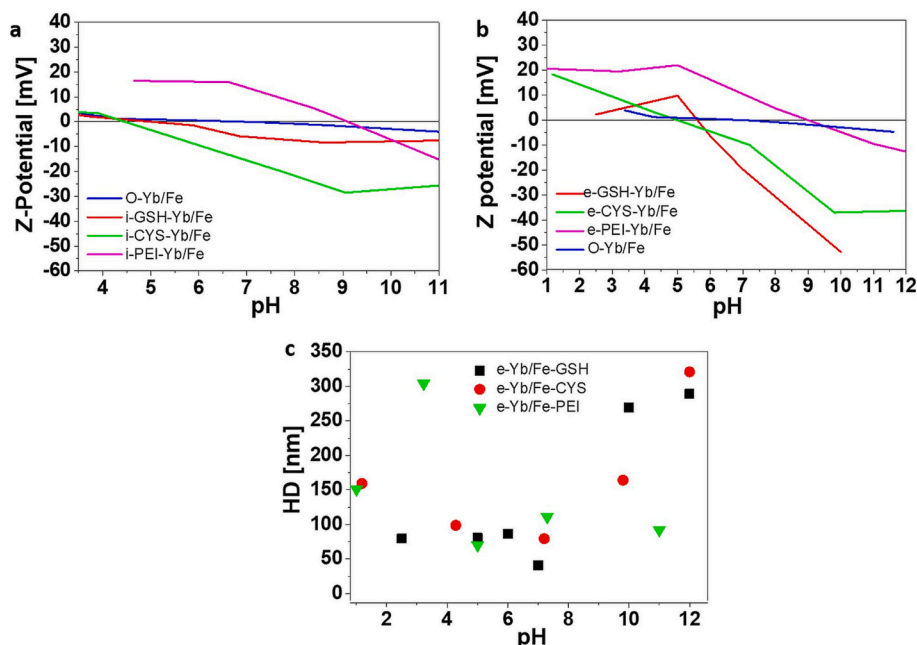 a
Z-Potential [mV]
40
30
20
10
0
-10
-20
-30
-40
-50
-60
O-Yb/Fe
i-GSH-Yb/Fe
i-CYS-Yb/Fe
i-PEI-Yb/Fe
4 5 6 7 8 9 10 11
pH
b
Z potential [mV]
40
30
20
10
0
-10
-20
-30
-40
-50
-60
e-GSH-Yb/Fe
e-CYS-Yb/Fe
e-PEI-Yb/Fe
O-Yb/Fe
1 2 3 4 5 6 7 8 9 10 11 12
pH
c
HD [nm]
350
300
250
200
150
100
50
0
e-Yb/Fe-GSH
e-Yb/Fe-CYS
e-Yb/Fe-PEI
2 4 6 8 10 12
pH